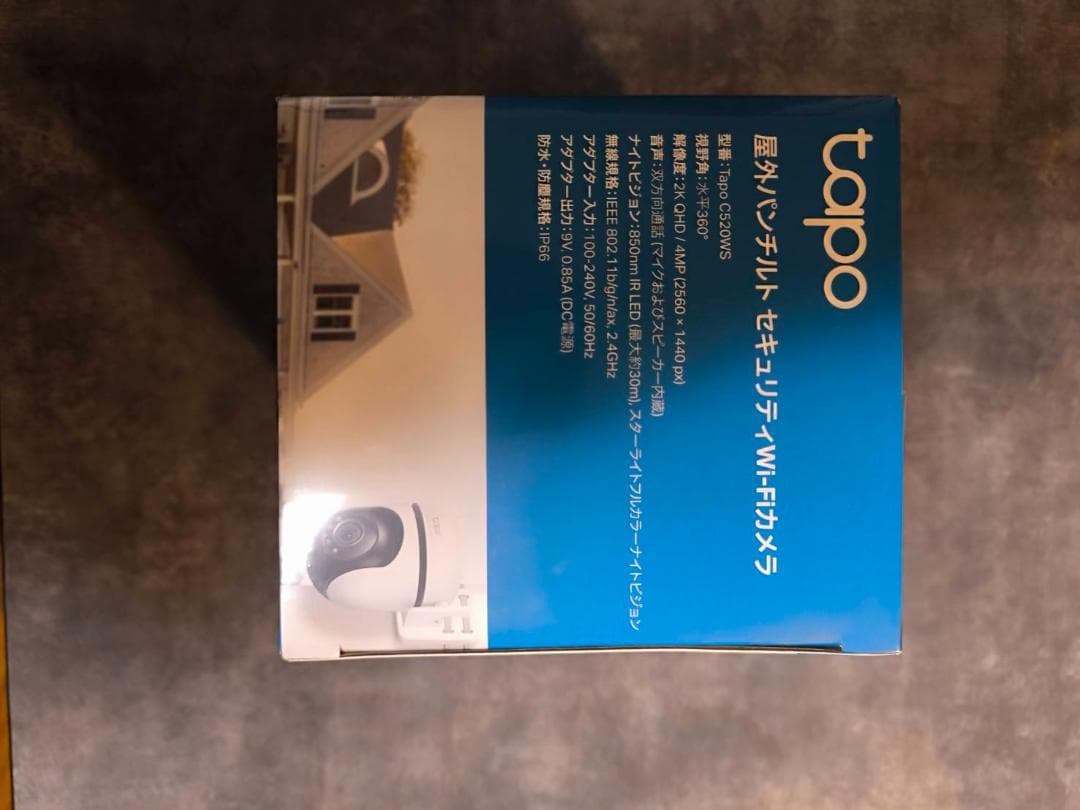 tapo
屋外パンチルト セキュリティWi-Fiカメラ
型番：Tapo C520WS
視野角：水平360°
解像度：2K QHD / 4MP (2560 × 1440 px)
音声：双方向通話 (マイクおよびスピーカー内蔵)
ナイトビジョン：850nm IR LED (最大約30m), スターライトフルカラーナイトビジョン
無線規格：IEEE 802.11b/g/n/ax, 2.4GHz
アダプター入力：100-240V, 50/60Hz
アダプター出力：9V, 0.85A (DC電源)
防水・防塵規格：IP66
tapo